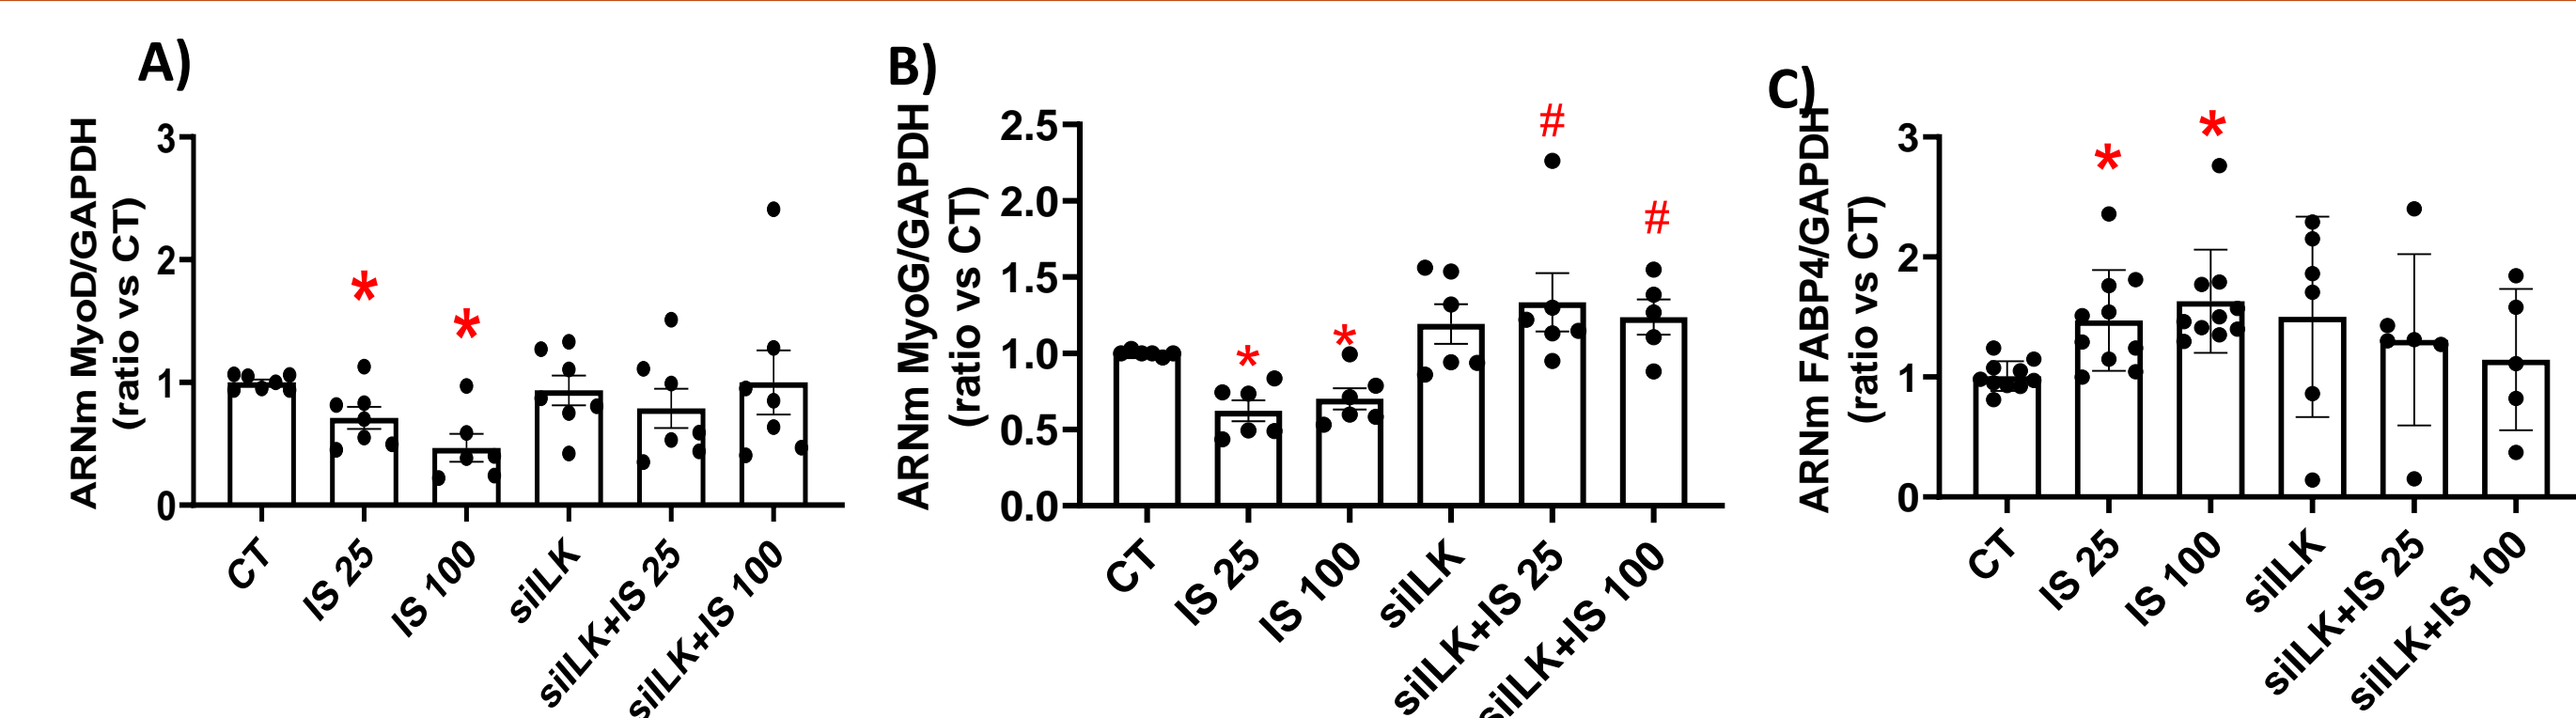 A)
ARNm MyoD/GAPDH
(ratio vs CT)
3
2
1
0
*
*
CT
IS 25
IS 100
siILK
siILK+IS 25
siILK+IS 100
B)
ARNm MyoG/GAPDH
(ratio vs CT)
2.5
2.0
1.5
1.0
0.5
0.0
*
*
#
#
CT
IS 25
IS 100
siILK
siILK+IS 25
siILK+IS 100
C)
ARNm FABP4/GAPDH
(ratio vs CT)
3
2
1
0
*
*
CT
IS 25
IS 100
siILK
siILK+IS 25
siILK+IS 100